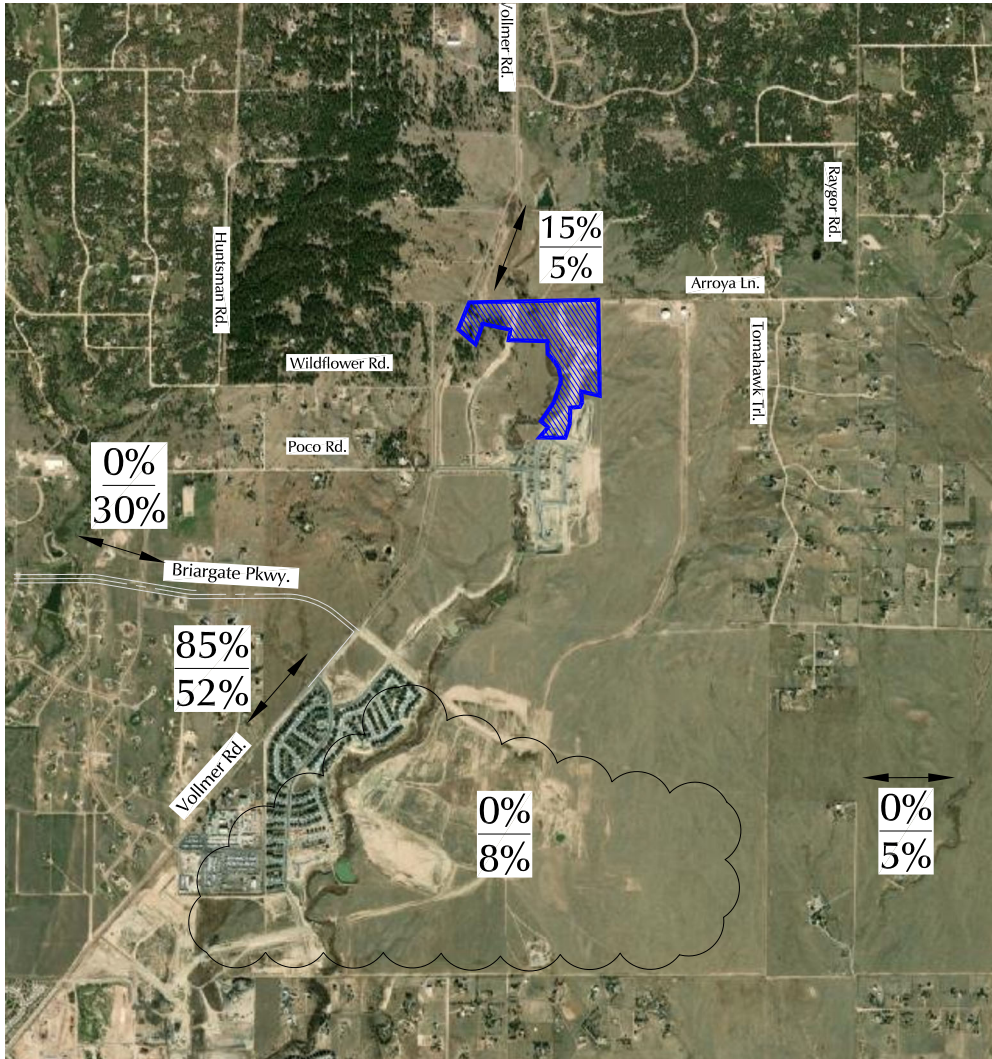 Vollmer Rd.
15%
5%
Raygor Rd.
Huntsman Rd.
Arroya Ln.
Tomahawk Trl.
Wildflower Rd.
Poco Rd.
0%
30%
Briargate Pkwy.
85%
52%
Vollmer Rd.
0%
8%
0%
5%